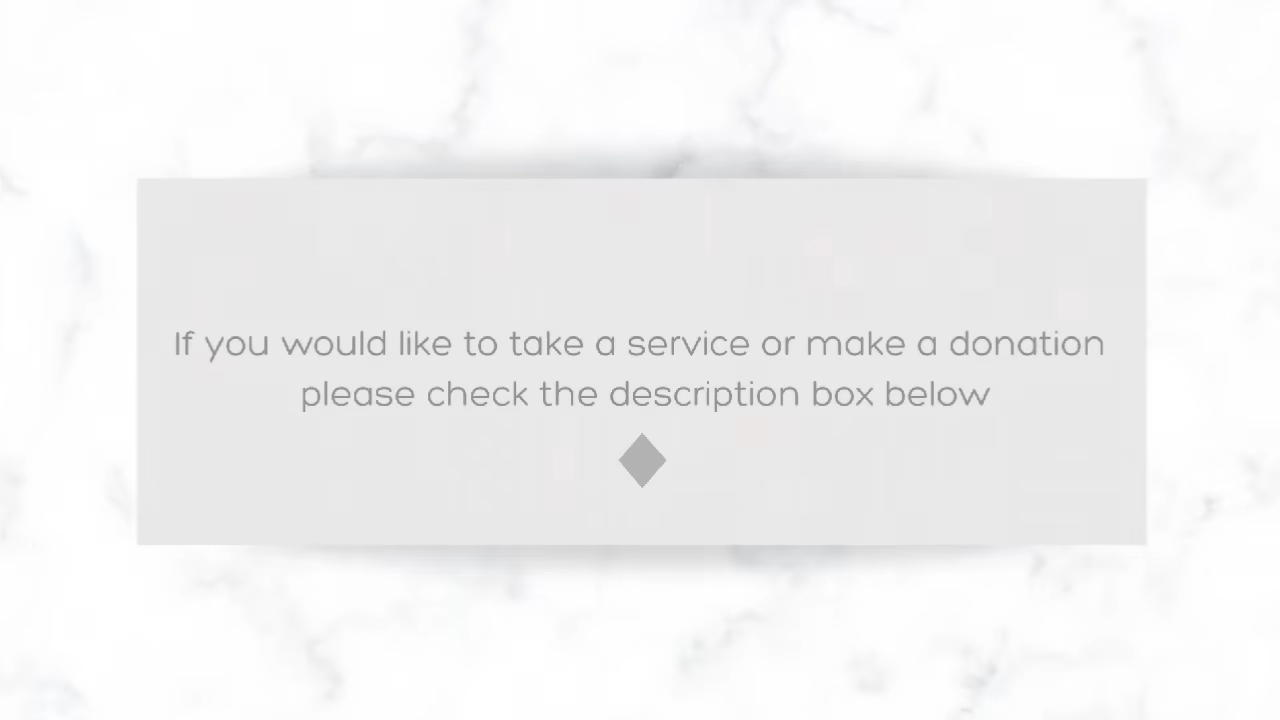 If you would like to take a service or make a donation
please check the description box below